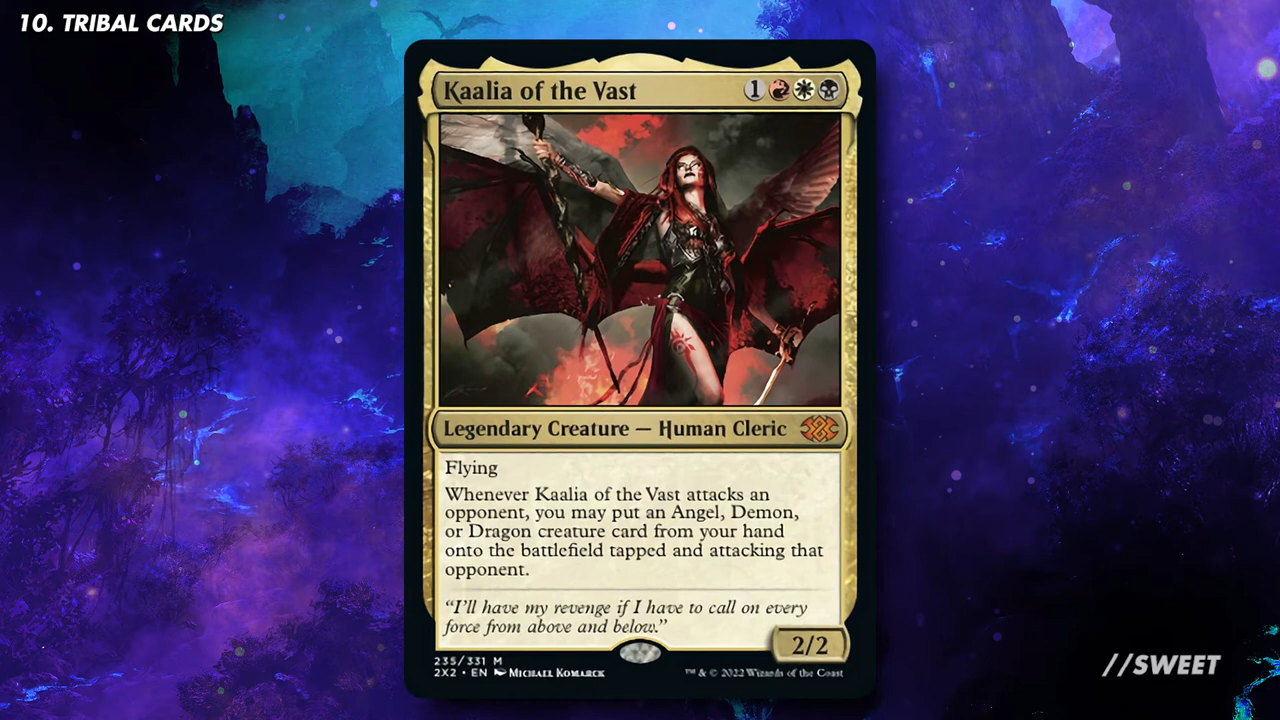 10. TRIBAL CARDS
Kaalia of the Vast 1
Legendary Creature — Human Cleric
Flying
Whenever Kaalia of the Vast attacks an
opponent, you may put an Angel, Demon,
or Dragon creature card from your hand
onto the battlefield tapped and attacking that
opponent.
“I'll have my revenge if I have to call on every
force from above and below.”
2/2
235/331 M
2X2 • EN Michael Komarck
™ & © 2022 Wizards of the Coast
//SWEET